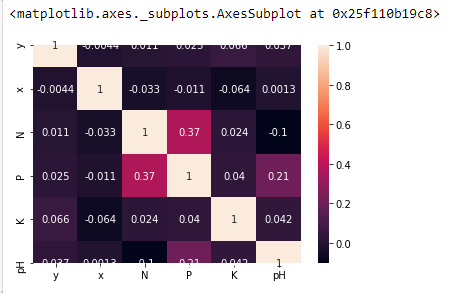 <matplotlib.axes._subplots.AxesSubplot at 0x25f110b19c8>
y 1 -0.0044 0.011 0.025 0.066 0.037 1.0
x -0.0044 1 -0.033 -0.011 -0.064 0.0013 0.8
N 0.011 -0.033 1 0.37 0.024 -0.1 0.6
P 0.025 -0.011 0.37 1 0.04 0.21 0.4
K 0.066 -0.064 0.024 0.04 1 0.042 0.2
pH 0.037 0.0013 -0.1 0.21 0.042 1 0.0
y x N P K pH